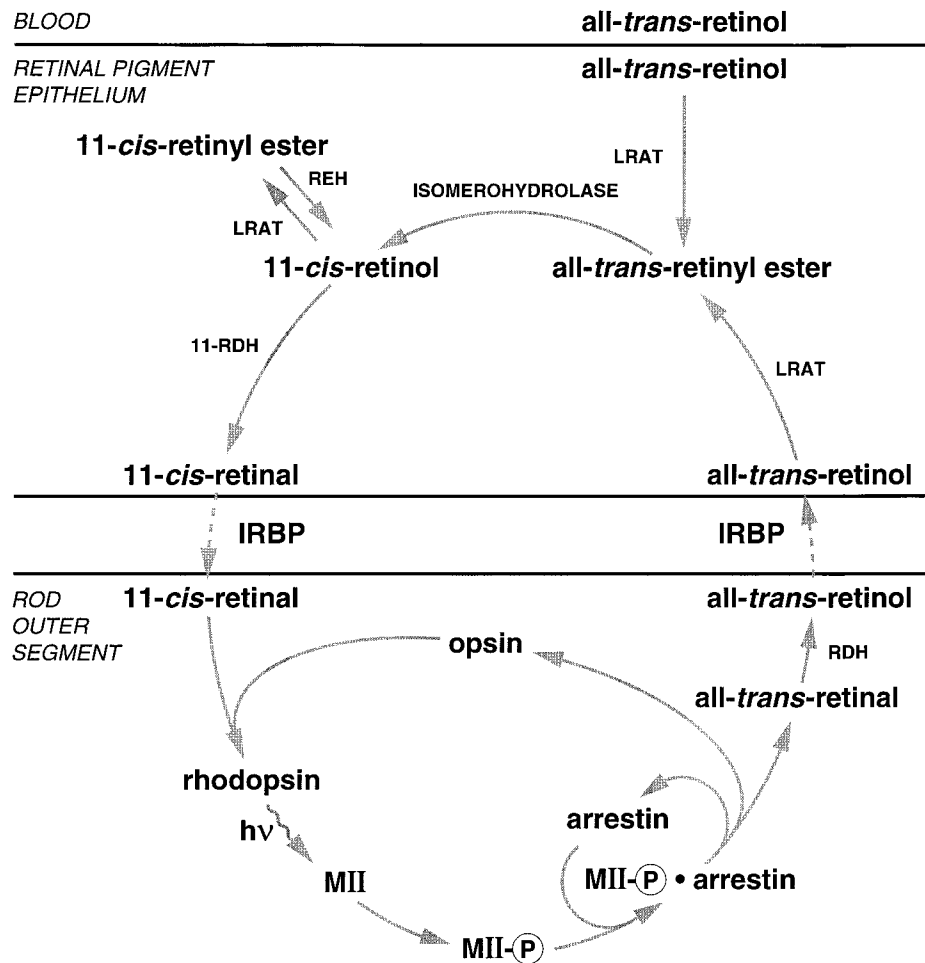 BLOOD
all-trans-retinol
RETINAL PIGMENT
EPITHELIUM
all-trans-retinol
11-cis-retinyl ester
LRAT
REH
ISOMEROHYDROLASE
LRAT
11-cis-retinol
all-trans-retinyl ester
11-RDH
LRAT
11-cis-retinal
all-trans-retinol
IRBP
IRBP
ROD
OUTER
SEGMENT
11-cis-retinal
all-trans-retinol
opsin
RDH
all-trans-retinal
rhodopsin
hν
arrestin
MII
MII-P • arrestin
MII-P